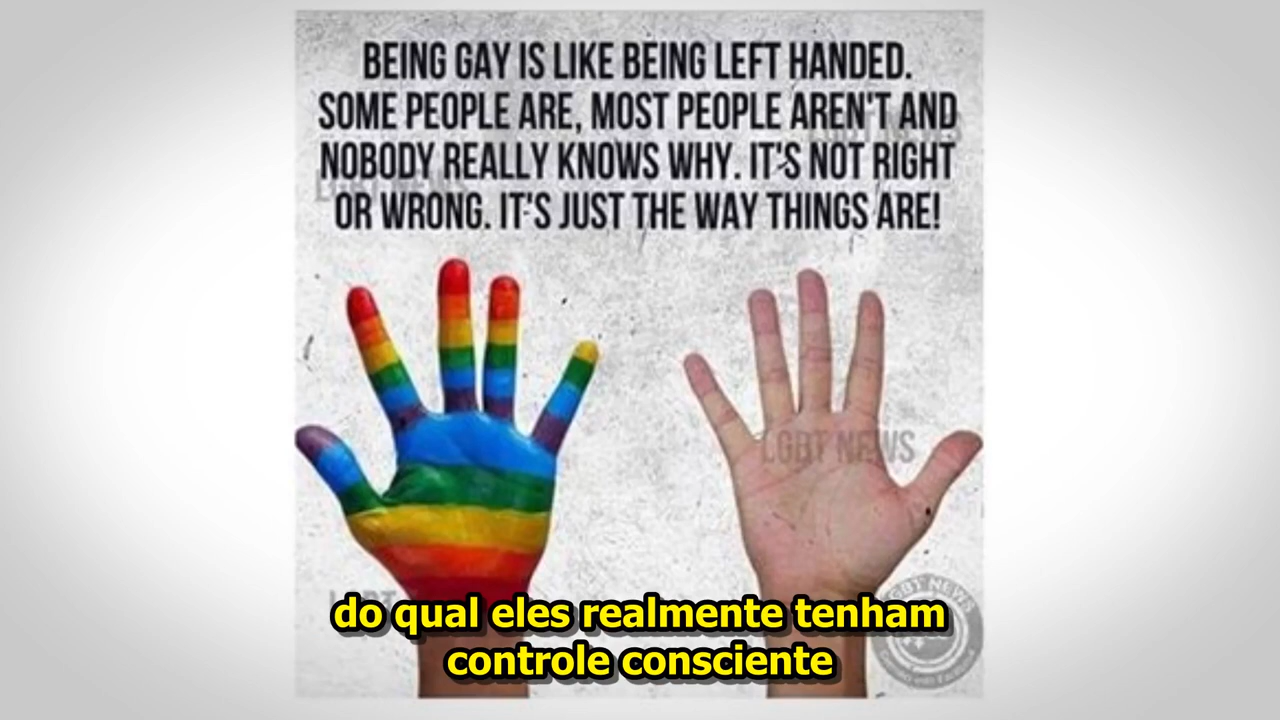 BEING GAY IS LIKE BEING LEFT HANDED.
SOME PEOPLE ARE, MOST PEOPLE AREN'T AND
NOBODY REALLY KNOWS WHY. IT'S NOT RIGHT
OR WRONG. IT'S JUST THE WAY THINGS ARE!
LGBT NEWS
do qual eles realmente tenham
controle consciente